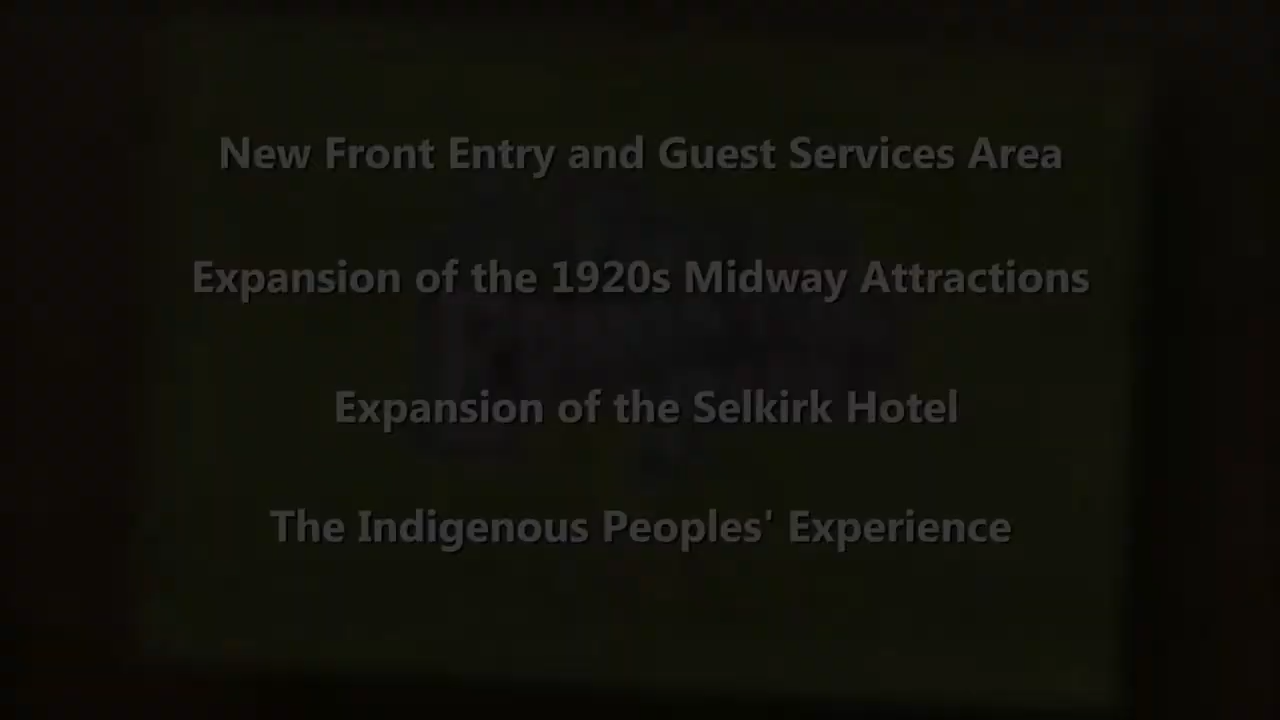 New Front Entry and Guest Services Area
Expansion of the 1920s Midway Attractions
Expansion of the Selkirk Hotel
The Indigenous Peoples' Experience